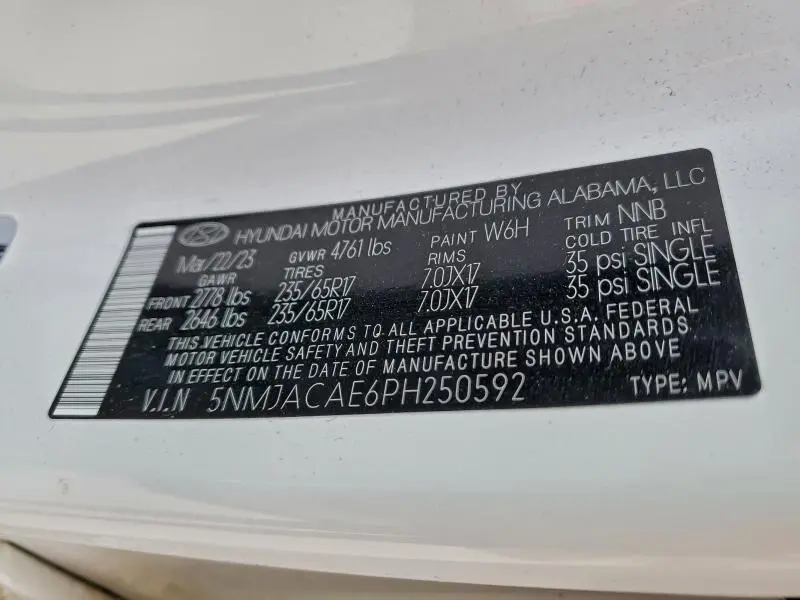 MANUFACTURED BY
HYUNDAI MOTOR MANUFACTURING ALABAMA, LLC
Mar/22/23 GVWR 4761 lbs PAINT W6H TRIM NNB
GAWR TIRES RIMS COLD TIRE INFL
FRONT 2778 lbs 235/65R17 7.0JX17 35 psi SINGLE
REAR 2646 lbs 235/65R17 7.0JX17 35 psi SINGLE
THIS VEHICLE CONFORMS TO ALL APPLICABLE U.S.A. FEDERAL
MOTOR VEHICLE SAFETY AND THEFT PREVENTION STANDARDS
IN EFFECT ON THE DATE OF MANUFACTURE SHOWN ABOVE
V.I.N 5NMJACAE6PH250592 TYPE: MPV